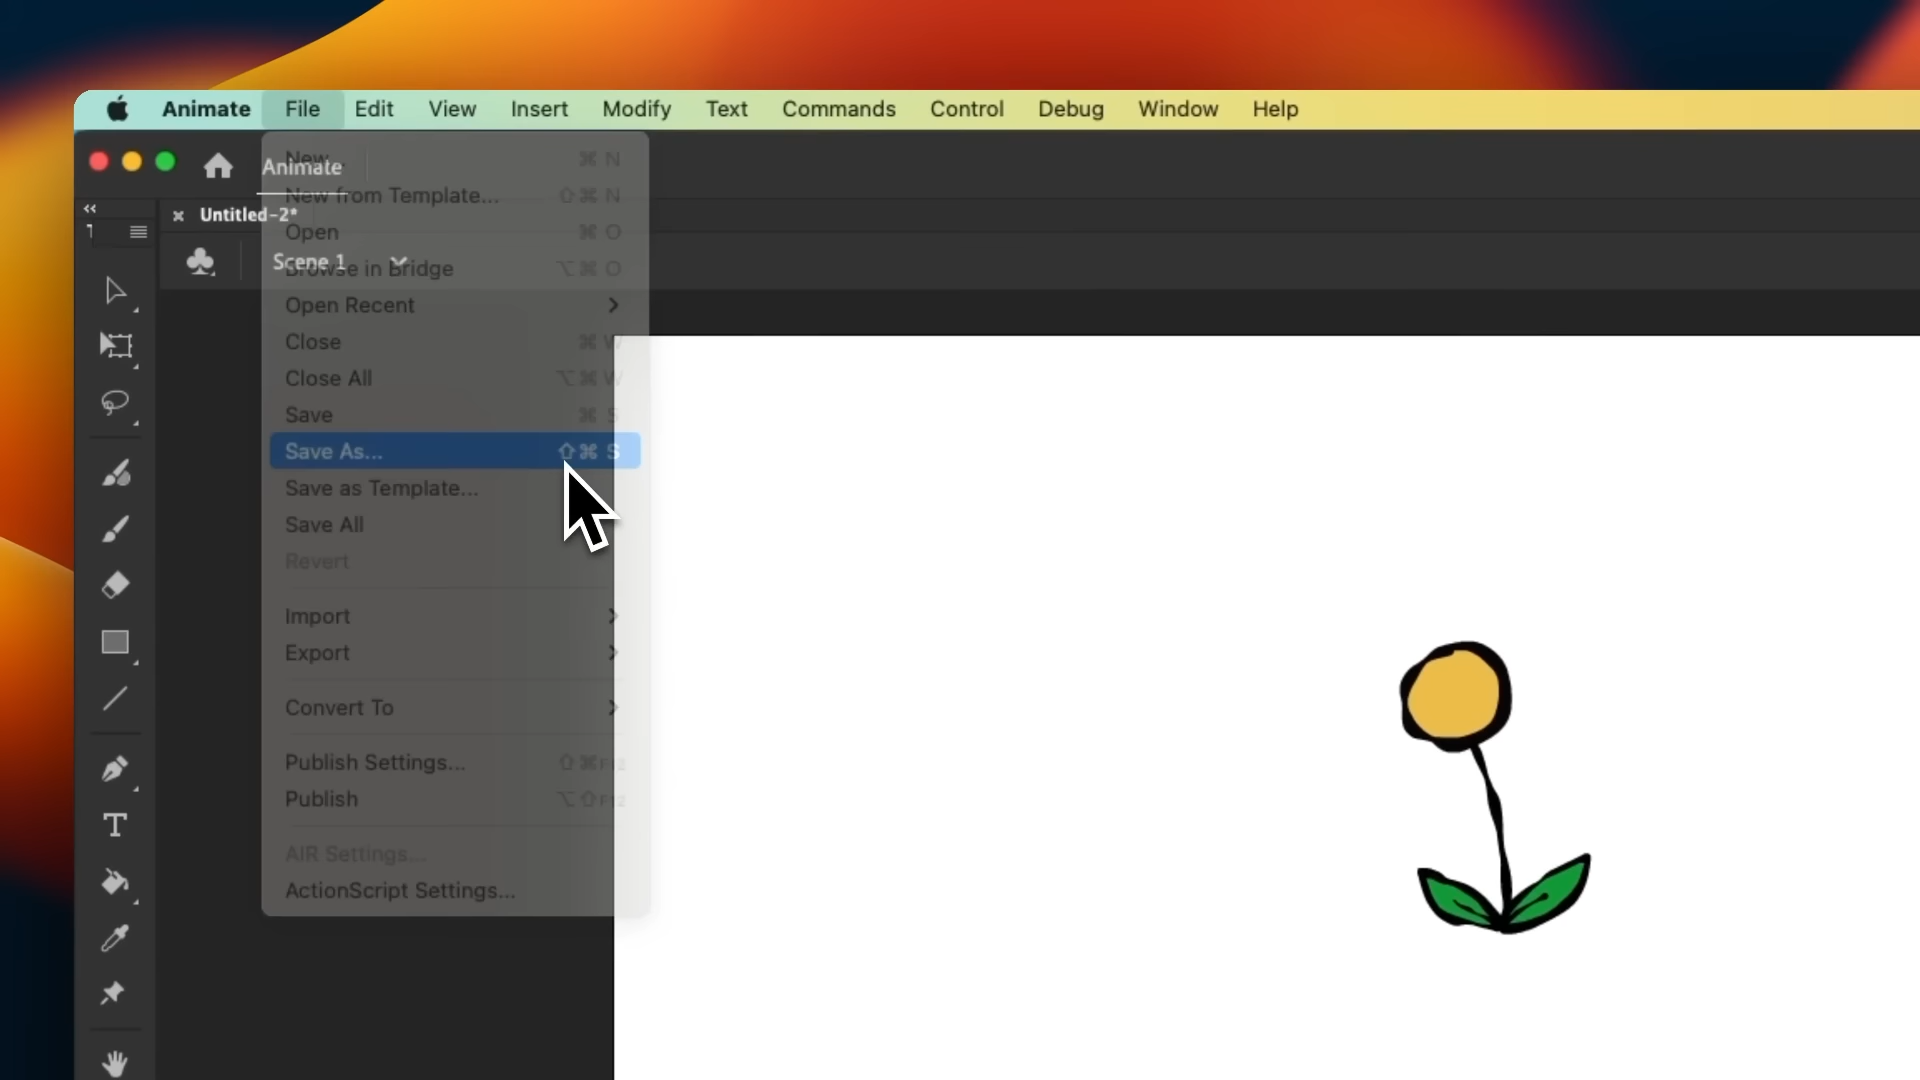 Animate File Edit View Insert Modify Text Commands Control Debug Window Help
Animate
Untitled-2*
Scene 1
New... ⌘ N
New from Template... ⇧⌘ N
Open ⌘ O
Browse in Bridge ⌥⌘ O
Open Recent
Close ⌘ W
Close All ⌥⌘ W
Save ⌘ S
Save As... ⇧⌘ S
Save as Template...
Save All
Revert
Import
Export
Convert To
Publish Settings... ⇧⌘F12
Publish ⌥⇧F12
AIR Settings...
ActionScript Settings...